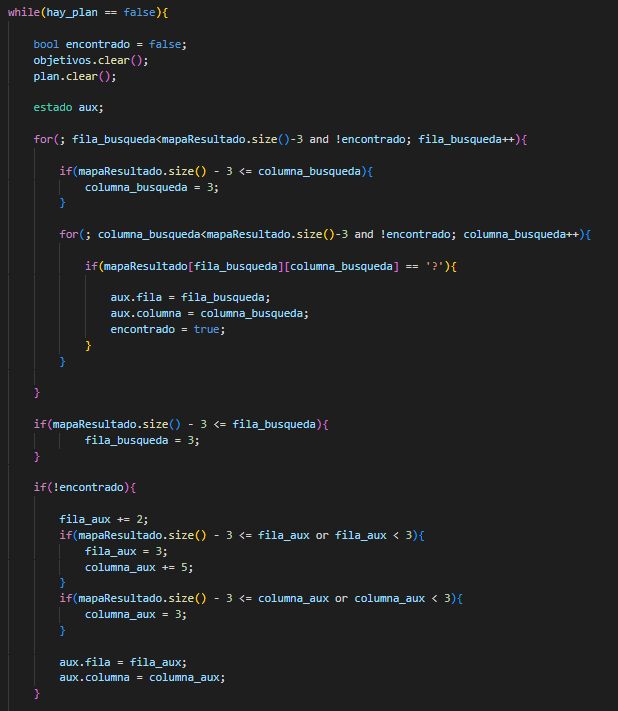 while(hay_plan == false){
bool encontrado = false;
objetivos.clear();
plan.clear();
estado aux;
for(; fila_busqueda<mapaResultado.size()-3 and !encontrado; fila_busqueda++){
if(mapaResultado.size() - 3 <= columna_busqueda){
columna_busqueda = 3;
}
for(; columna_busqueda<mapaResultado.size()-3 and !encontrado; columna_busqueda++){
if(mapaResultado[fila_busqueda][columna_busqueda] == '?'){
aux.fila = fila_busqueda;
aux.columna = columna_busqueda;
encontrado = true;
}
}
}
if(mapaResultado.size() - 3 <= fila_busqueda){
fila_busqueda = 3;
}
if(!encontrado){
fila_aux += 2;
if(mapaResultado.size() - 3 <= fila_aux or fila_aux < 3){
fila_aux = 3;
columna_aux += 5;
}
if(mapaResultado.size() - 3 <= columna_aux or columna_aux < 3){
columna_aux = 3;
}
aux.fila = fila_aux;
aux.columna = columna_aux;
}